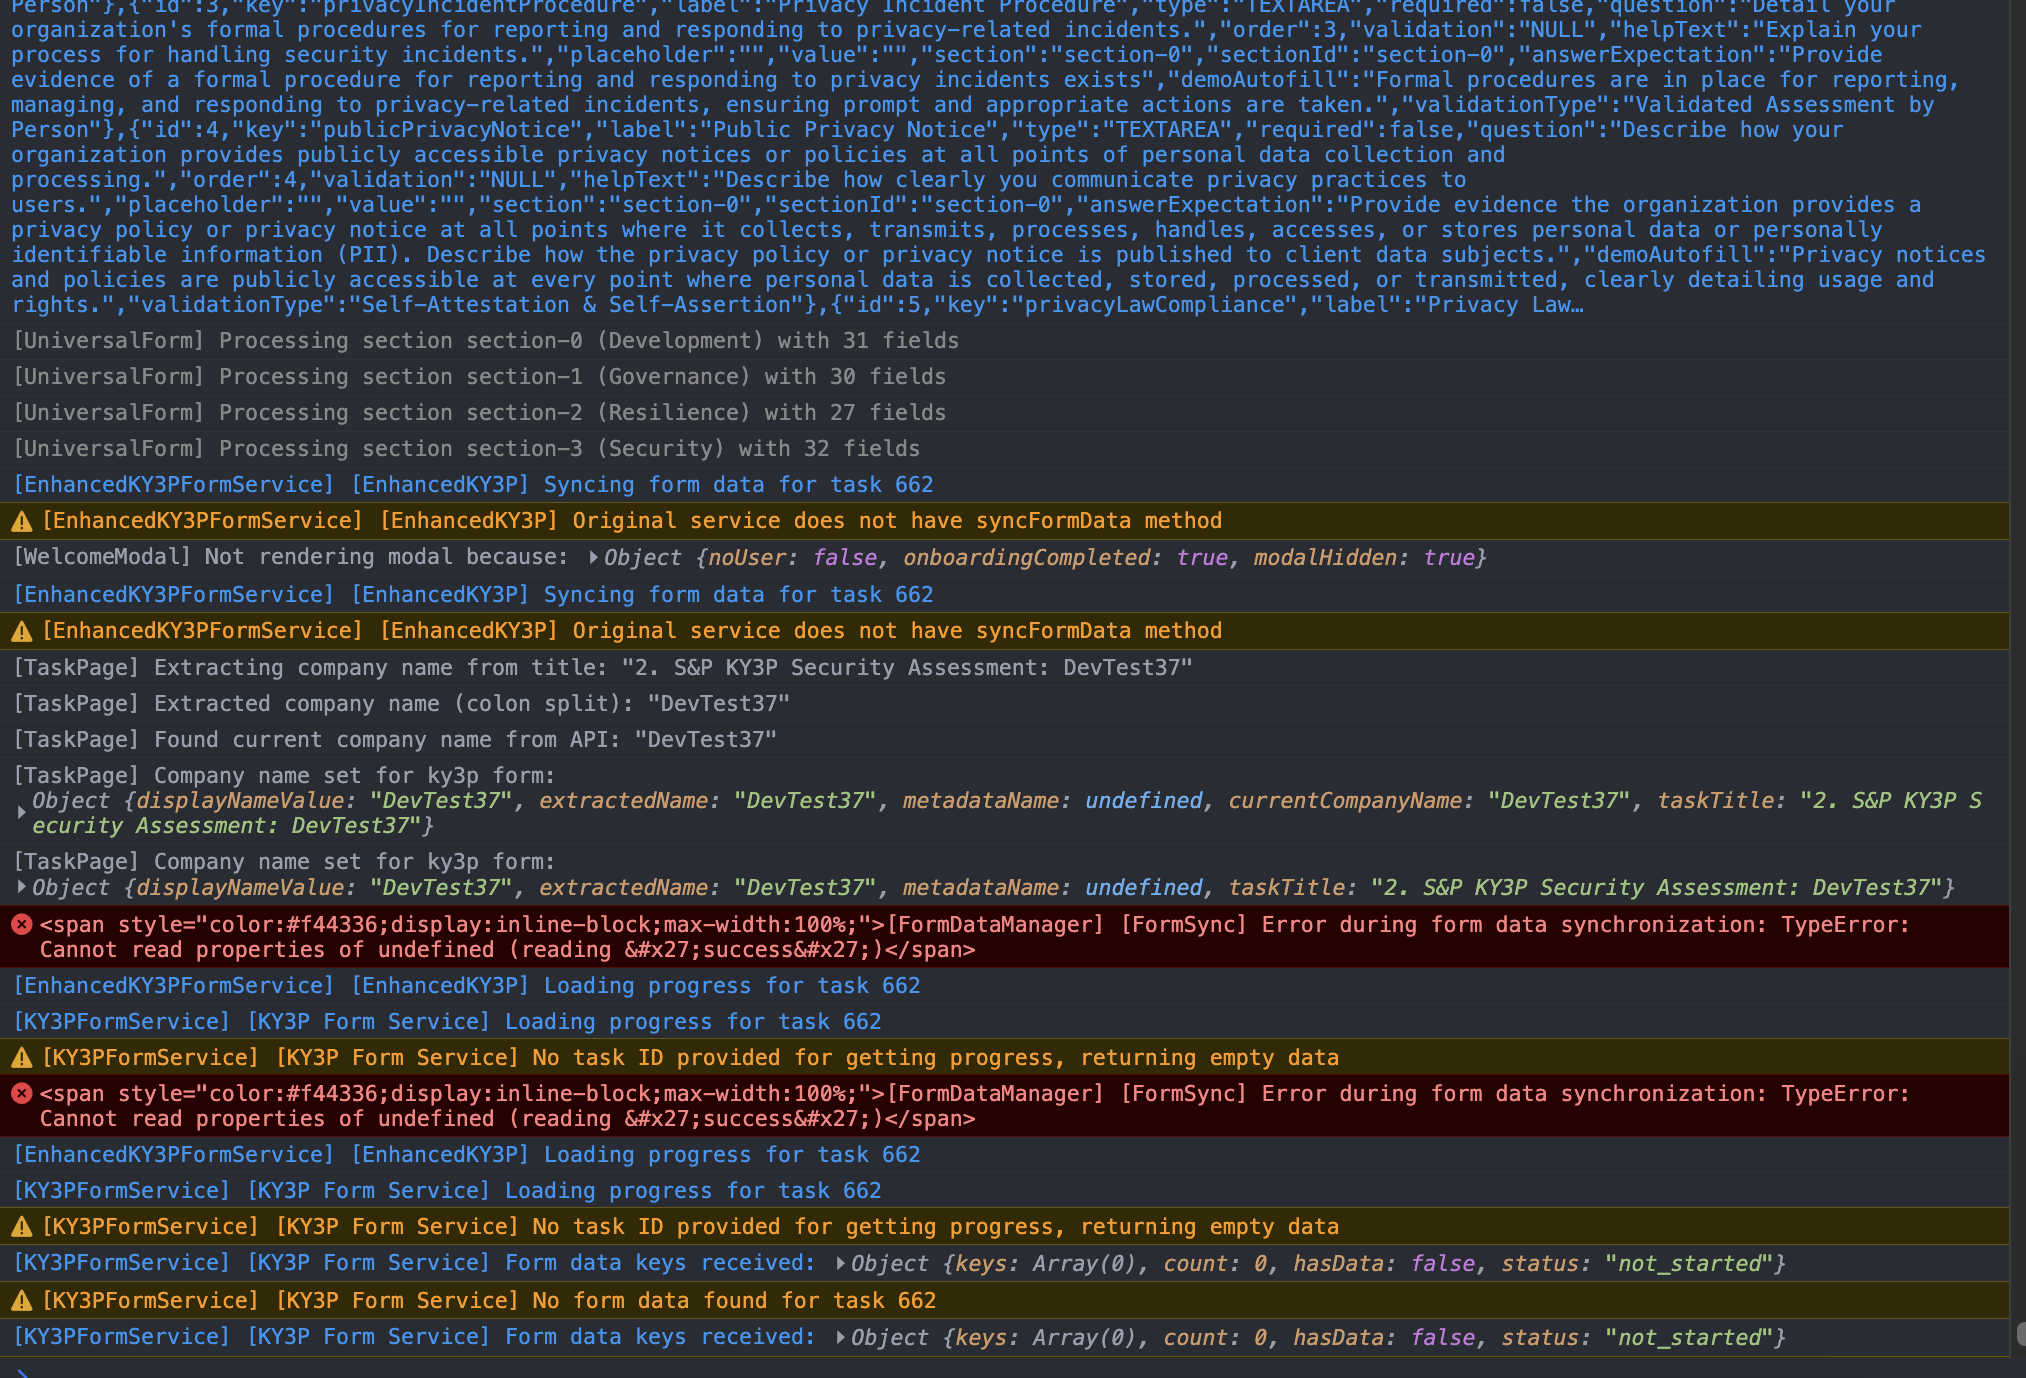 Person"},{"id":3,"key":"privacyIncidentProcedure","label":"Privacy Incident Procedure","type":"TEXTAREA","required":false,"question":"Detail your
organization's formal procedures for reporting and responding to privacy-related incidents.","order":3,"validation":"NULL","helpText":"Explain your
process for handling security incidents.","placeholder":"","value":"","section":"section-0","sectionId":"section-0","answerExpectation":"Provide
evidence of a formal procedure for reporting and responding to privacy incidents exists","demoAutofill":"Formal procedures are in place for reporting,
managing, and responding to privacy-related incidents, ensuring prompt and appropriate actions are taken.","validationType":"Validated Assessment by
Person"},{"id":4,"key":"publicPrivacyNotice","label":"Public Privacy Notice","type":"TEXTAREA","required":false,"question":"Describe how your
organization provides publicly accessible privacy notices or policies at all points of personal data collection and
processing.","order":4,"validation":"NULL","helpText":"Describe how clearly you communicate privacy practices to
users.","placeholder":"","value":"","section":"section-0","sectionId":"section-0","answerExpectation":"Provide evidence the organization provides a
privacy policy or privacy notice at all points where it collects, transmits, processes, handles, accesses, or stores personal data or personally
identifiable information (PII). Describe how the privacy policy or privacy notice is published to client data subjects.","demoAutofill":"Privacy notices
and policies are publicly accessible at every point where personal data is collected, stored, processed, or transmitted, clearly detailing usage and
rights.","validationType":"Self-Attestation & Self-Assertion"},{"id":5,"key":"privacyLawCompliance","label":"Privacy Law…
[UniversalForm] Processing section section-0 (Development) with 31 fields
[UniversalForm] Processing section section-1 (Governance) with 30 fields
[UniversalForm] Processing section section-2 (Resilience) with 27 fields
[UniversalForm] Processing section section-3 (Security) with 32 fields
[EnhancedKY3PFormService] [EnhancedKY3P] Syncing form data for task 662
[EnhancedKY3PFormService] [EnhancedKY3P] Original service does not have syncFormData method
[WelcomeModal] Not rendering modal because: Object {noUser: false, onboardingCompleted: true, modalHidden: true}
[EnhancedKY3PFormService] [EnhancedKY3P] Syncing form data for task 662
[EnhancedKY3PFormService] [EnhancedKY3P] Original service does not have syncFormData method
[TaskPage] Extracting company name from title: "2. S&P KY3P Security Assessment: DevTest37"
[TaskPage] Extracted company name (colon split): "DevTest37"
[TaskPage] Found current company name from API: "DevTest37"
[TaskPage] Company name set for ky3p form:
Object {displayNameValue: "DevTest37", extractedName: "DevTest37", metadataName: undefined, currentCompanyName: "DevTest37", taskTitle: "2. S&P KY3P S
ecurity Assessment: DevTest37"}
[TaskPage] Company name set for ky3p form:
Object {displayNameValue: "DevTest37", extractedName: "DevTest37", metadataName: undefined, taskTitle: "2. S&P KY3P Security Assessment: DevTest37"}
<span style="color:#f44336;display:inline-block;max-width:100%;">[FormDataManager] [FormSync] Error during form data synchronization: TypeError:
Cannot read properties of undefined (reading &#x27;success&#x27;)</span>
[EnhancedKY3PFormService] [EnhancedKY3P] Loading progress for task 662
[KY3PFormService] [KY3P Form Service] Loading progress for task 662
[KY3PFormService] [KY3P Form Service] No task ID provided for getting progress, returning empty data
<span style="color:#f44336;display:inline-block;max-width:100%;">[FormDataManager] [FormSync] Error during form data synchronization: TypeError:
Cannot read properties of undefined (reading &#x27;success&#x27;)</span>
[EnhancedKY3PFormService] [EnhancedKY3P] Loading progress for task 662
[KY3PFormService] [KY3P Form Service] Loading progress for task 662
[KY3PFormService] [KY3P Form Service] No task ID provided for getting progress, returning empty data
[KY3PFormService] [KY3P Form Service] Form data keys received: Object {keys: Array(0), count: 0, hasData: false, status: "not_started"}
[KY3PFormService] [KY3P Form Service] No form data found for task 662
[KY3PFormService] [KY3P Form Service] Form data keys received: Object {keys: Array(0), count: 0, hasData: false, status: "not_started"}